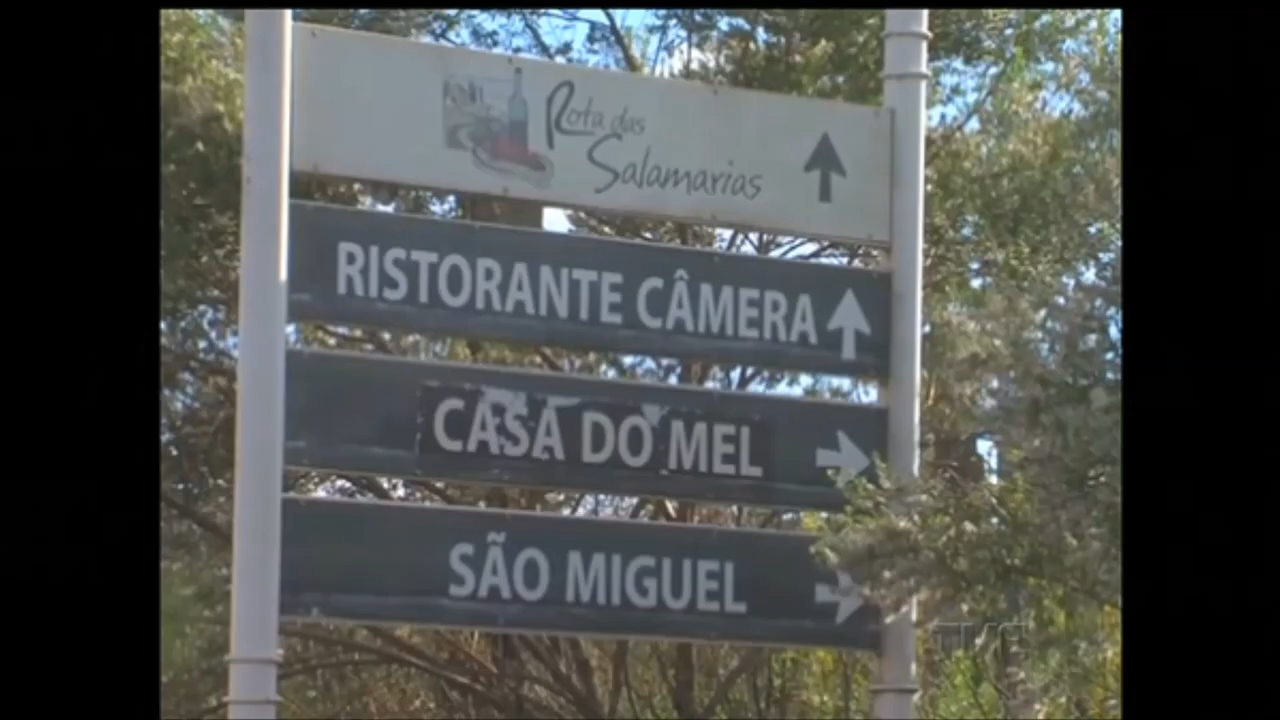 Rota das
Salamarias
RISTORANTE CÂMERA
CASA DO MEL
SÃO MIGUEL